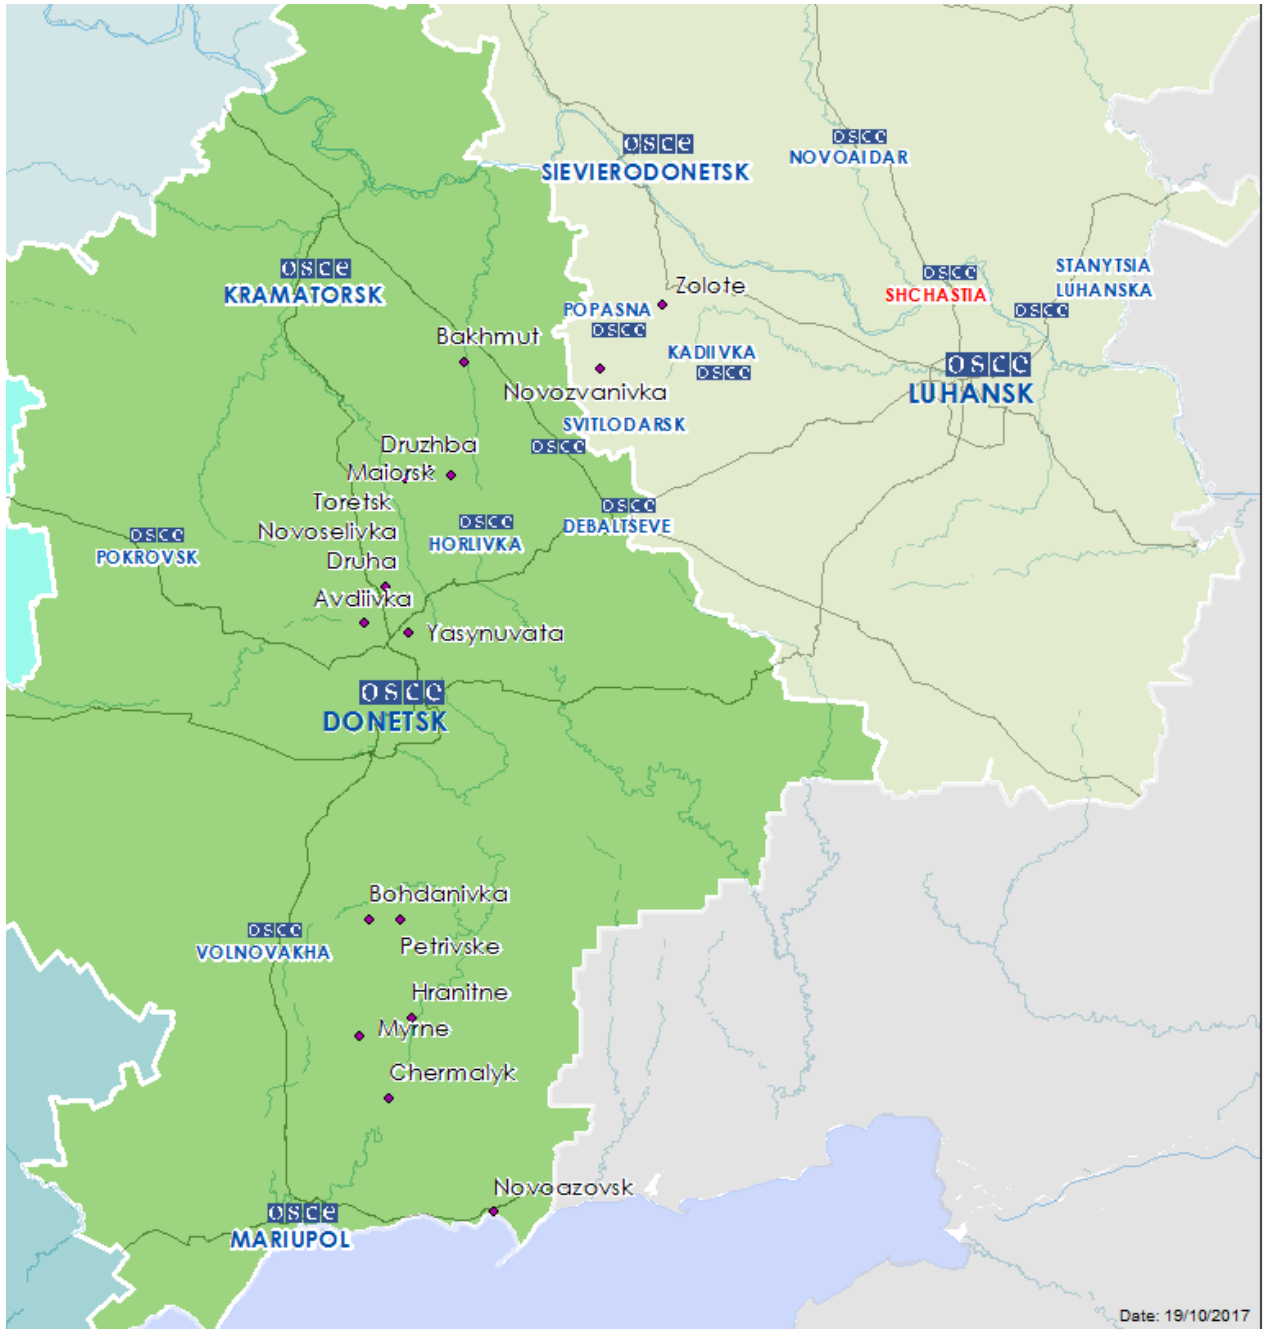 osce
SIEVIERODONETSK
osce
NOVOAIDAR
osce
KRAMATORSK
osce
SHCHASTIA
STANYTSIA
LUHANSKA
osce
Zolote
POPASNA
osce
KADIIVKA
osce
osce
LUHANSK
Bakhmut
Novozvanivka
SVITLODARSK
osce
Druzhba
Maiorsk
Toretsk
Novoselivka
Druha
osce
HORLIVKA
osce
DEBALTSEVE
osce
POKROVSK
Avdiivka
Yasynuvata
osce
DONETSK
Bohdanivka
Petrivske
osce
VOLNOVAKHA
Hranitne
Myrne
Chermalyk
Novoazovsk
osce
MARIUPOL
Date: 19/10/2017